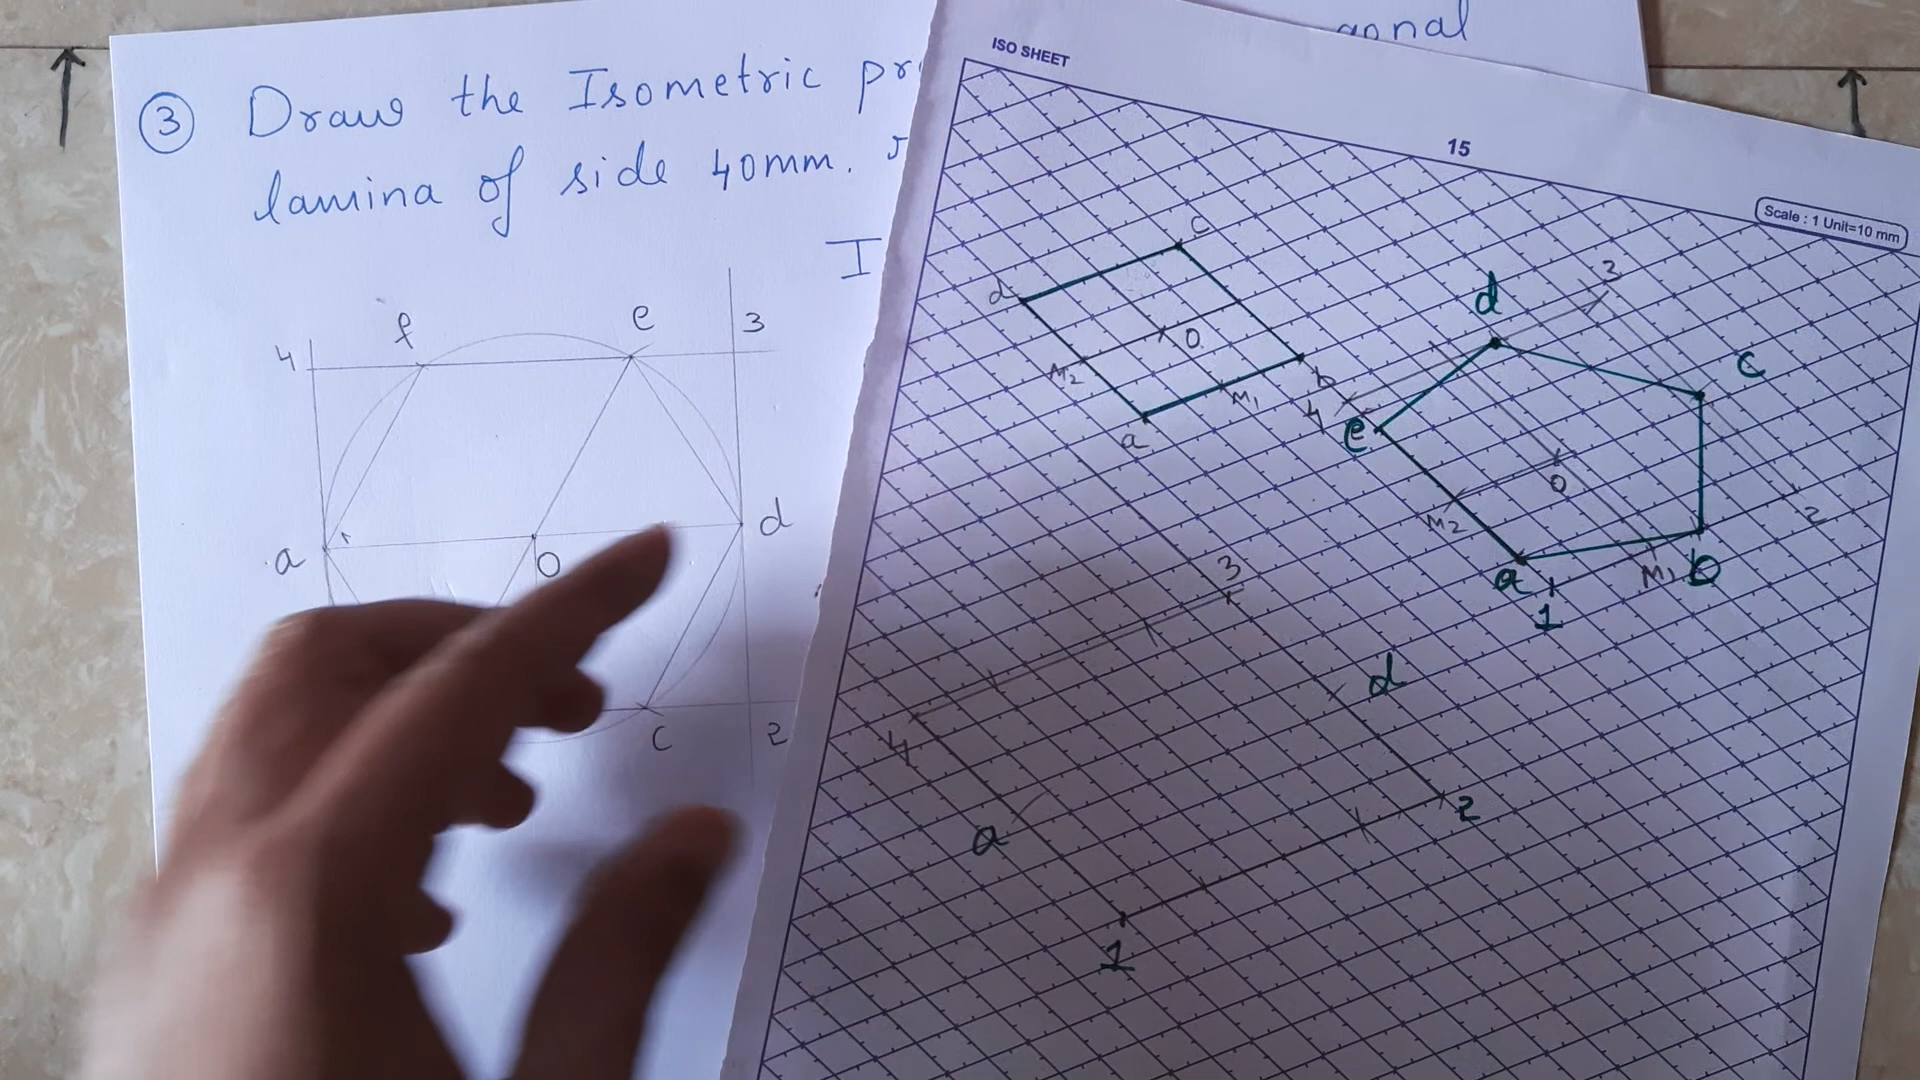 ③ Draw the Isometric
lamina of side 40mm.
I
4
f
e
3
a
O
d
c
2
onal
ISO SHEET
15
Scale : 1 Unit=10 mm
d
c
O
M2
M1
b
a
d
3
c
4
e
O
M2
2
a
1
M1
b
3
d
4
a
2
1